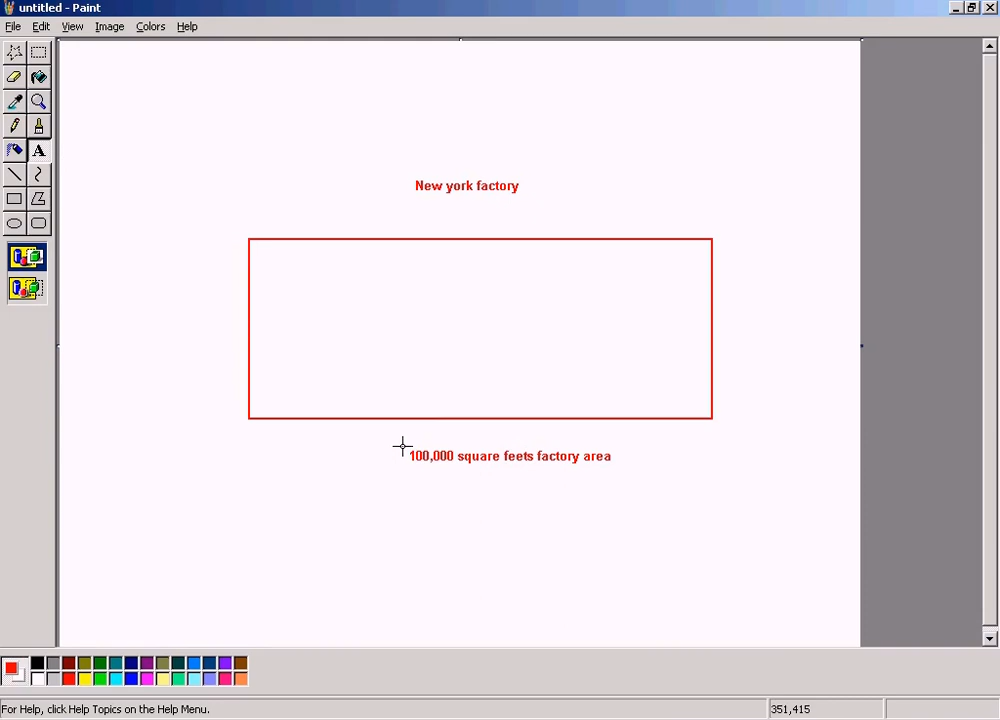 untitled - Paint
File Edit View Image Colors Help
A
New york factory
100,000 square feets factory area
For Help, click Help Topics on the Help Menu.
351,415